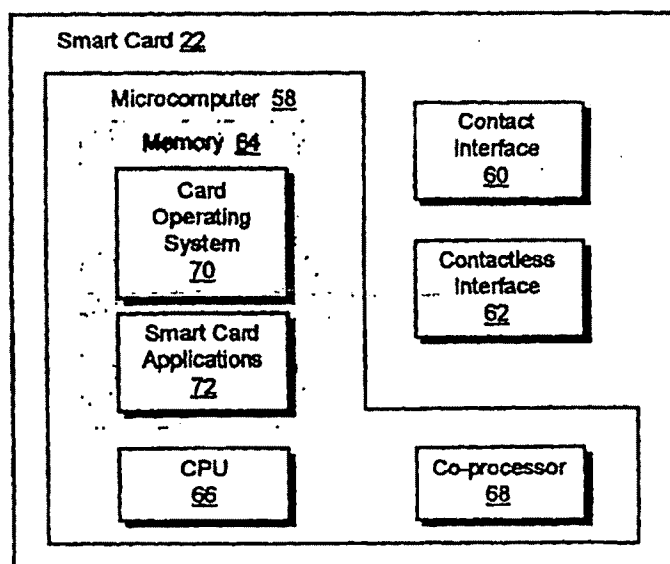 Smart Card 22
Microcomputer 58
Memory 64
Card
Operating
System
70
Smart Card
Applications
72
CPU
66
Contact
Interface
60
Contactless
Interface
62
Co-processor
68